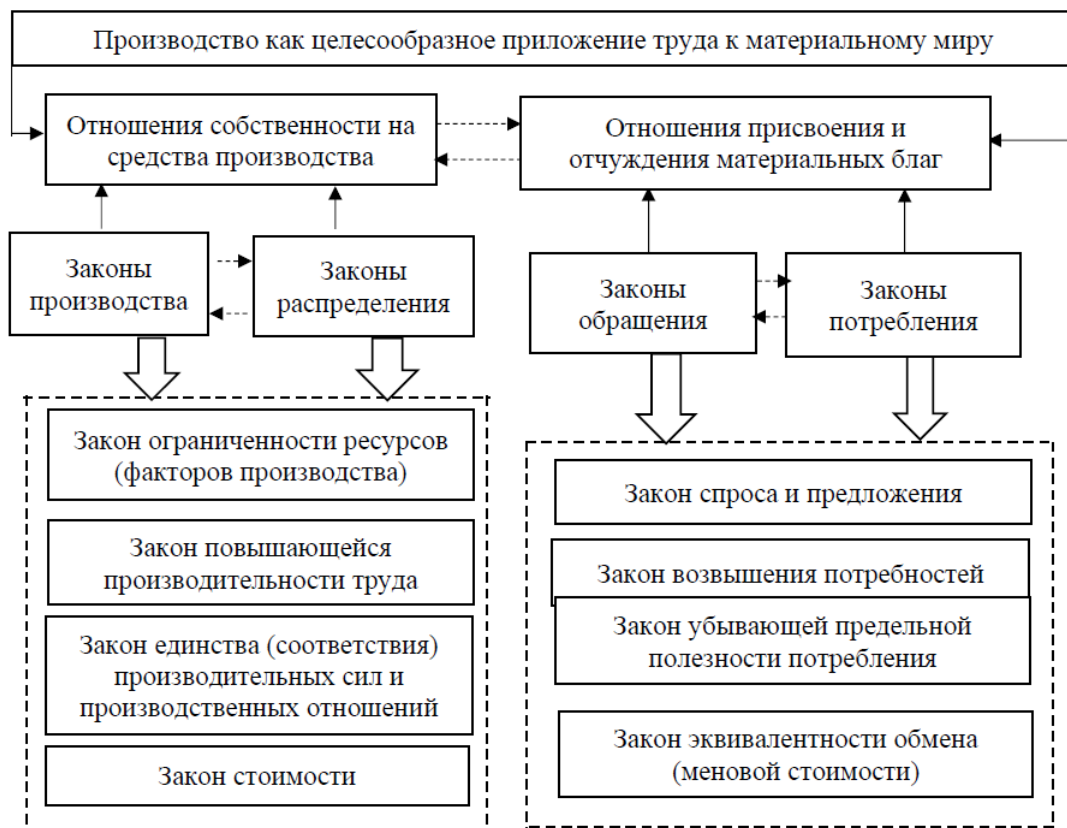 Производство как целесообразное приложение труда к материальному миру
Отношения собственности на
средства производства
Отношения присвоения и
отчуждения материальных благ
Законы
производства
Законы
распределения
Законы
обращения
Законы
потребления
Закон ограниченности ресурсов
(факторов производства)
Закон повышающейся
производительности труда
Закон единства (соответствия)
производительных сил и
производственных отношений
Закон стоимости
Закон спроса и предложения
Закон возвышения потребностей
Закон убывающей предельной
полезности потребления
Закон эквивалентности обмена
(меновой стоимости)